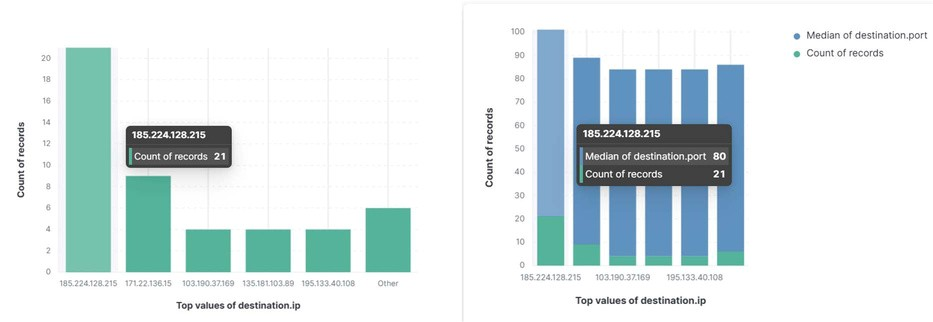 20
18
16
14
12
10
8
6
4
2
0
Count of records
185.224.128.215
Count of records 21
185.224.128.215 171.22.136.15 103.190.37.169 135.181.103.89 195.133.40.108 Other
Top values of destination.ip
100
90
80
70
60
50
40
30
20
10
0
Count of records
185.224.128.215
Median of destination.port 80
Count of records 21
185.224.128.215 103.190.37.169 195.133.40.108
Top values of destination.ip
Median of destination.port
Count of records